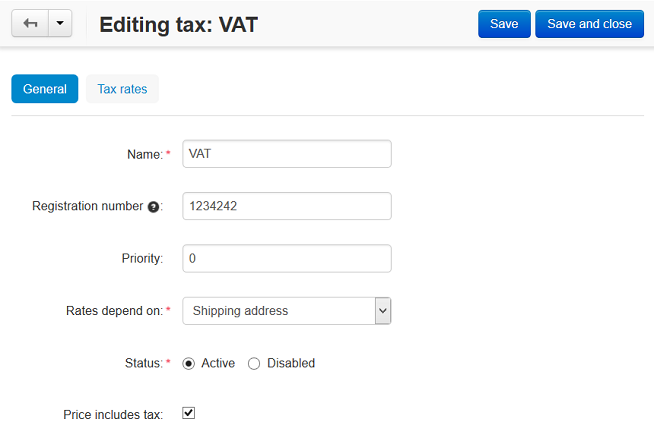 Editing tax: VAT
Save
Save and close
General
Tax rates
Name: *
VAT
Registration number ?:
1234242
Priority:
0
Rates depend on: *
Shipping address
Status: *
Active
Disabled
Price includes tax: